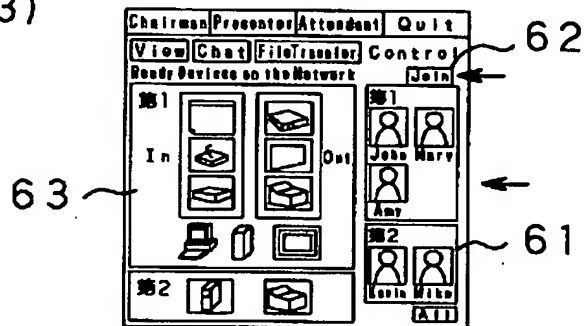 3)
Chairman Presenter Attendant Quit
View Chat FileTransfer Control
62
Ready Devices on the Network
Join
第1
In
Out
第1
John Mary
Amy
63
61
第2
第2
Kevin Mike
All